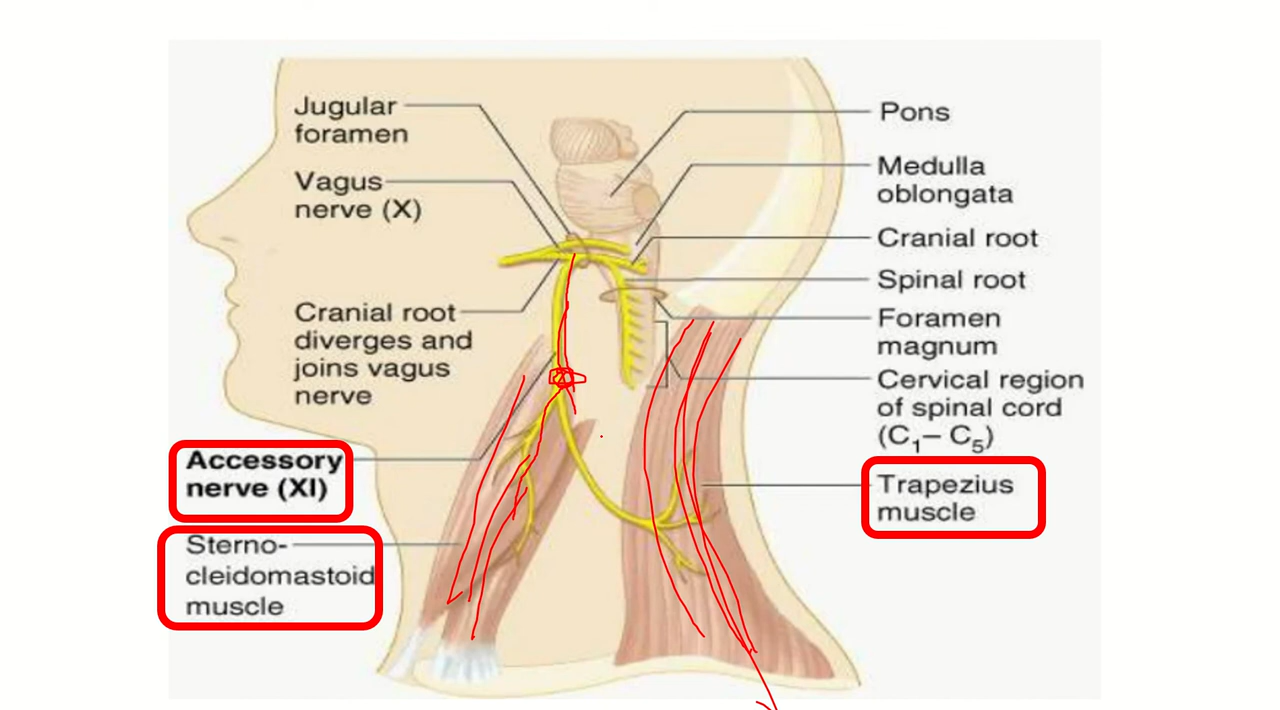 Jugular
foramen
Vagus
nerve (X)
Cranial root
diverges and
joins vagus
nerve
Accessory
nerve (XI)
Sterno-
cleidomastoid
muscle
Pons
Medulla
oblongata
Cranial root
Spinal root
Foramen
magnum
Cervical region
of spinal cord
(C₁– C₅)
Trapezius
muscle